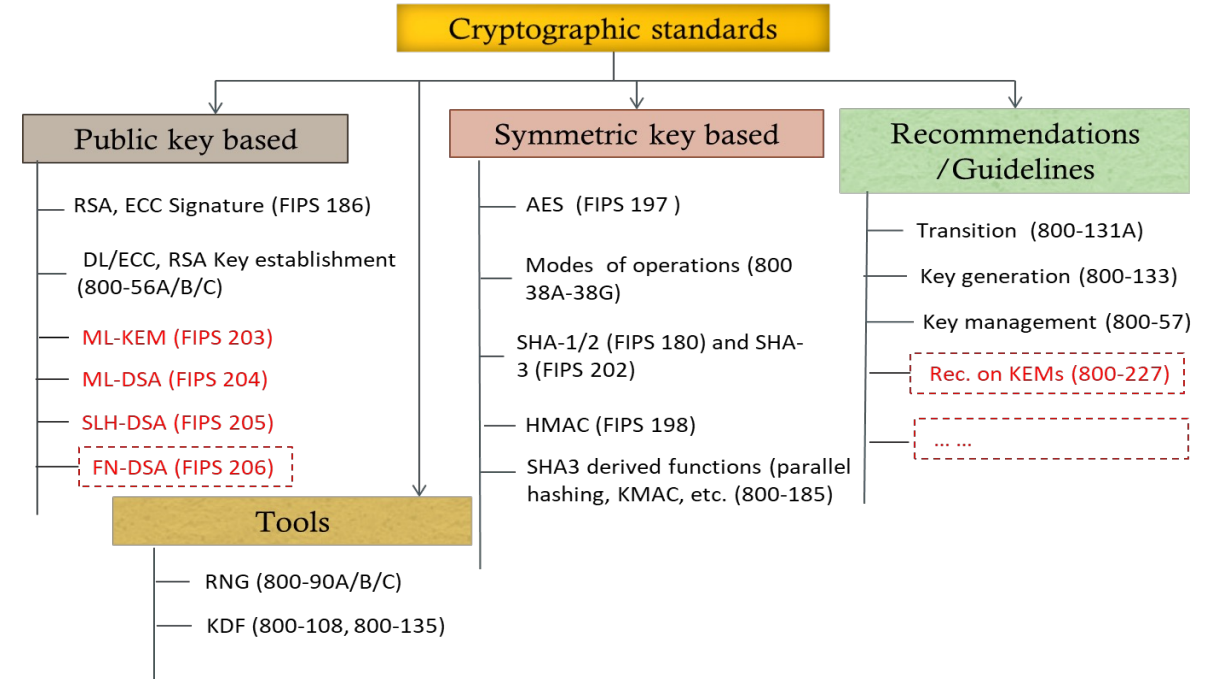 Cryptographic standards
Public key based
RSA, ECC Signature (FIPS 186)
DL/ECC, RSA Key establishment
(800-56A/B/C)
ML-KEM (FIPS 203)
ML-DSA (FIPS 204)
SLH-DSA (FIPS 205)
FN-DSA (FIPS 206)
Tools
RNG (800-90A/B/C)
KDF (800-108, 800-135)
Symmetric key based
AES (FIPS 197 )
Modes of operations (800
38A-38G)
SHA-1/2 (FIPS 180) and SHA-
3 (FIPS 202)
HMAC (FIPS 198)
SHA3 derived functions (parallel
hashing, KMAC, etc. (800-185)
Recommendations
/Guidelines
Transition (800-131A)
Key generation (800-133)
Key management (800-57)
Rec. on KEMs (800-227)
... ...